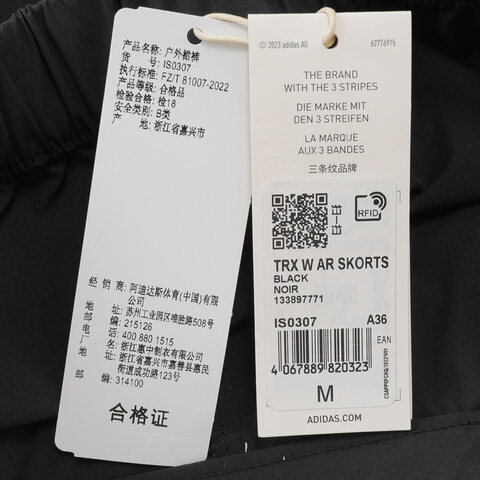 产品名称: 户外裙裤
货 号: IS0307
执行标准: FZ/T 81007-2022
产品等级: 合格品
检验合格: 检18
安全类别: B类
产 地: 浙江省嘉兴市
经 销 商: 阿迪达斯体育(中国)有限
公司
地 址: 苏州工业园区唯胜路508号
邮 编: 215126
电 话: 400 880 1515
厂 名: 浙江惠中制衣有限公司
厂 址: 浙江省嘉兴市嘉善县惠民
街道成功路123号
邮 编: 314100
合格证
© 2023 adidas AG
62776915
THE BRAND
WITH THE 3 STRIPES
DIE MARKE MIT
DEN 3 STREIFEN
LA MARQUE
AUX 3 BANDES
三条纹品牌
RFID
TRX W AR SKORTS
BLACK
NOIR
133897771
IS0307 A36
EAN
4 067889 820323
M
ADIDAS.COM